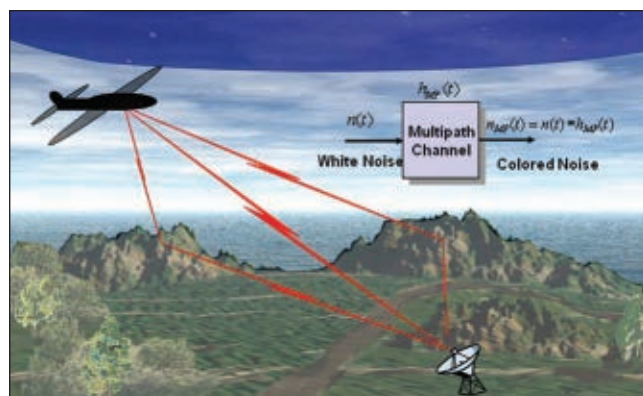 h_MP(t)
n(t)
Multipath Channel
n_MP(t) = n(t) * h_MP(t)
White Noise
Colored Noise